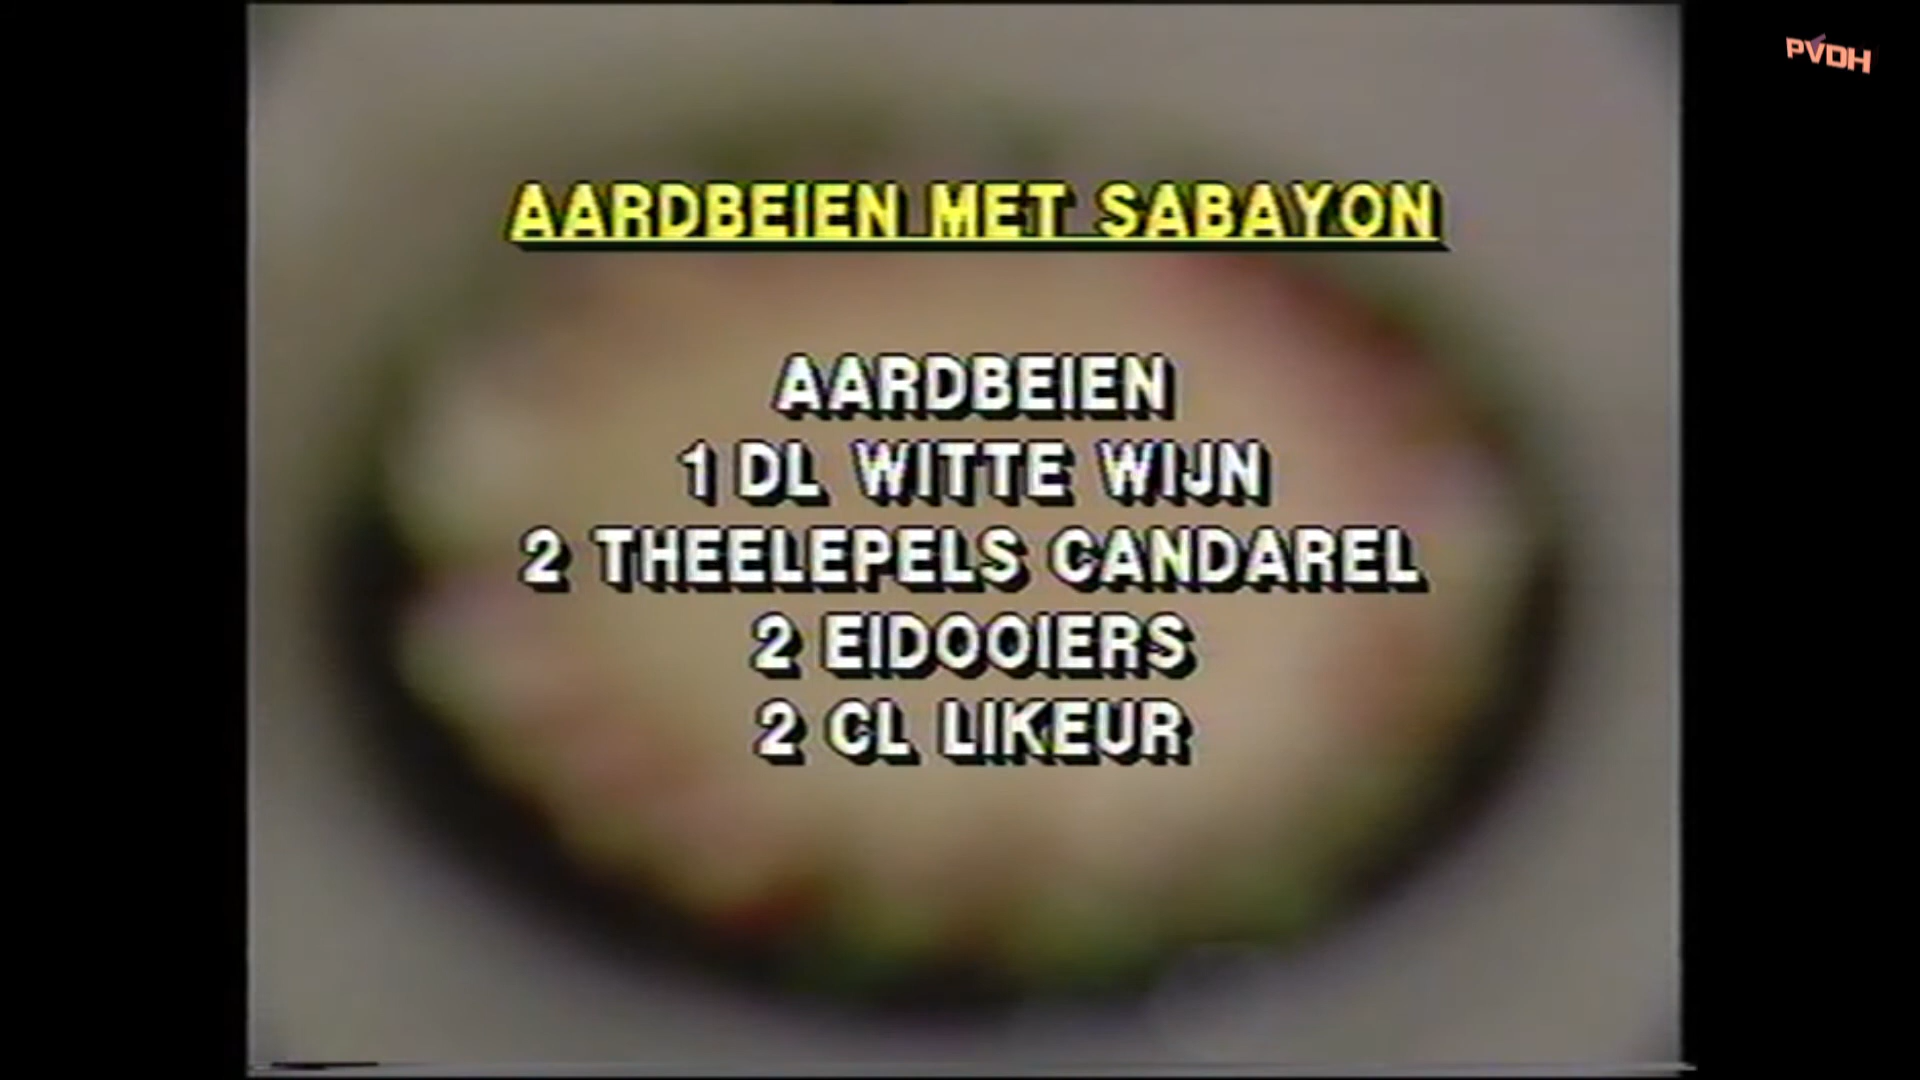 PVDH
AARDBEIEN MET SABAYON
AARDBEIEN
1 DL WITTE WIJN
2 THEELEPELS CANDAREL
2 EIDOOIERS
2 CL LIKEUR